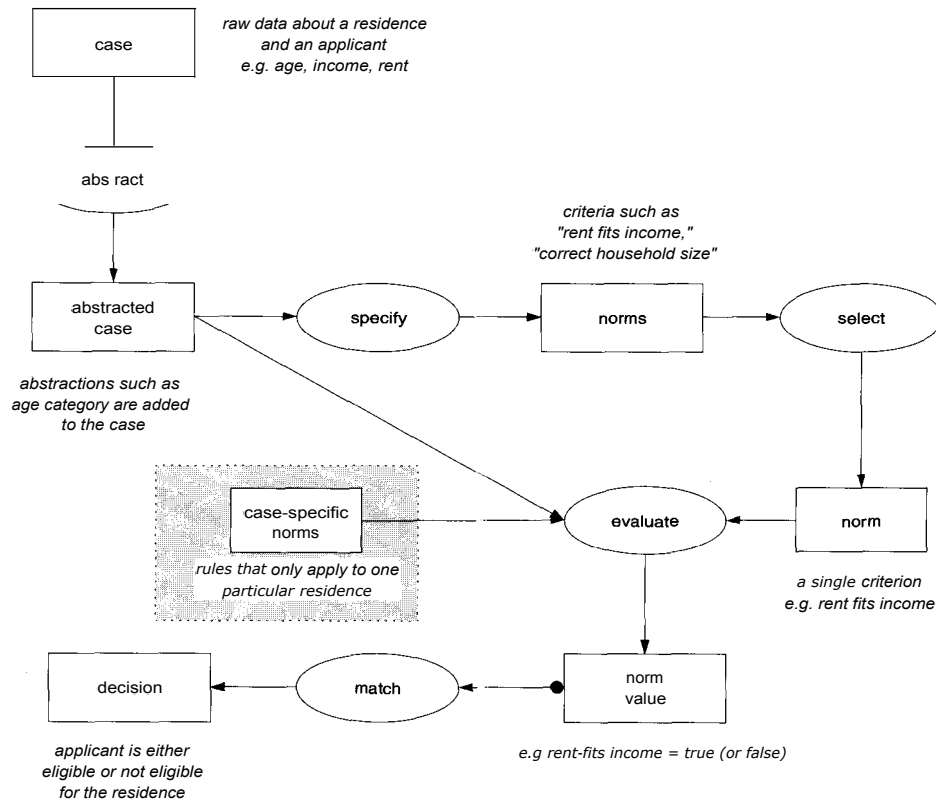 case
raw data about a residence
and an applicant
e.g. age, income, rent
abs ract
criteria such as
"rent fits income,"
"correct household size"
abstracted
case
specify
norms
select
abstractions such as
age category are added
to the case
case-specific
norms
rules that only apply to one
particular residence
evaluate
norm
a single criterion
e.g. rent fits income
decision
match
norm
value
applicant is either
eligible or not eligible
for the residence
e.g rent-fits income = true (or false)